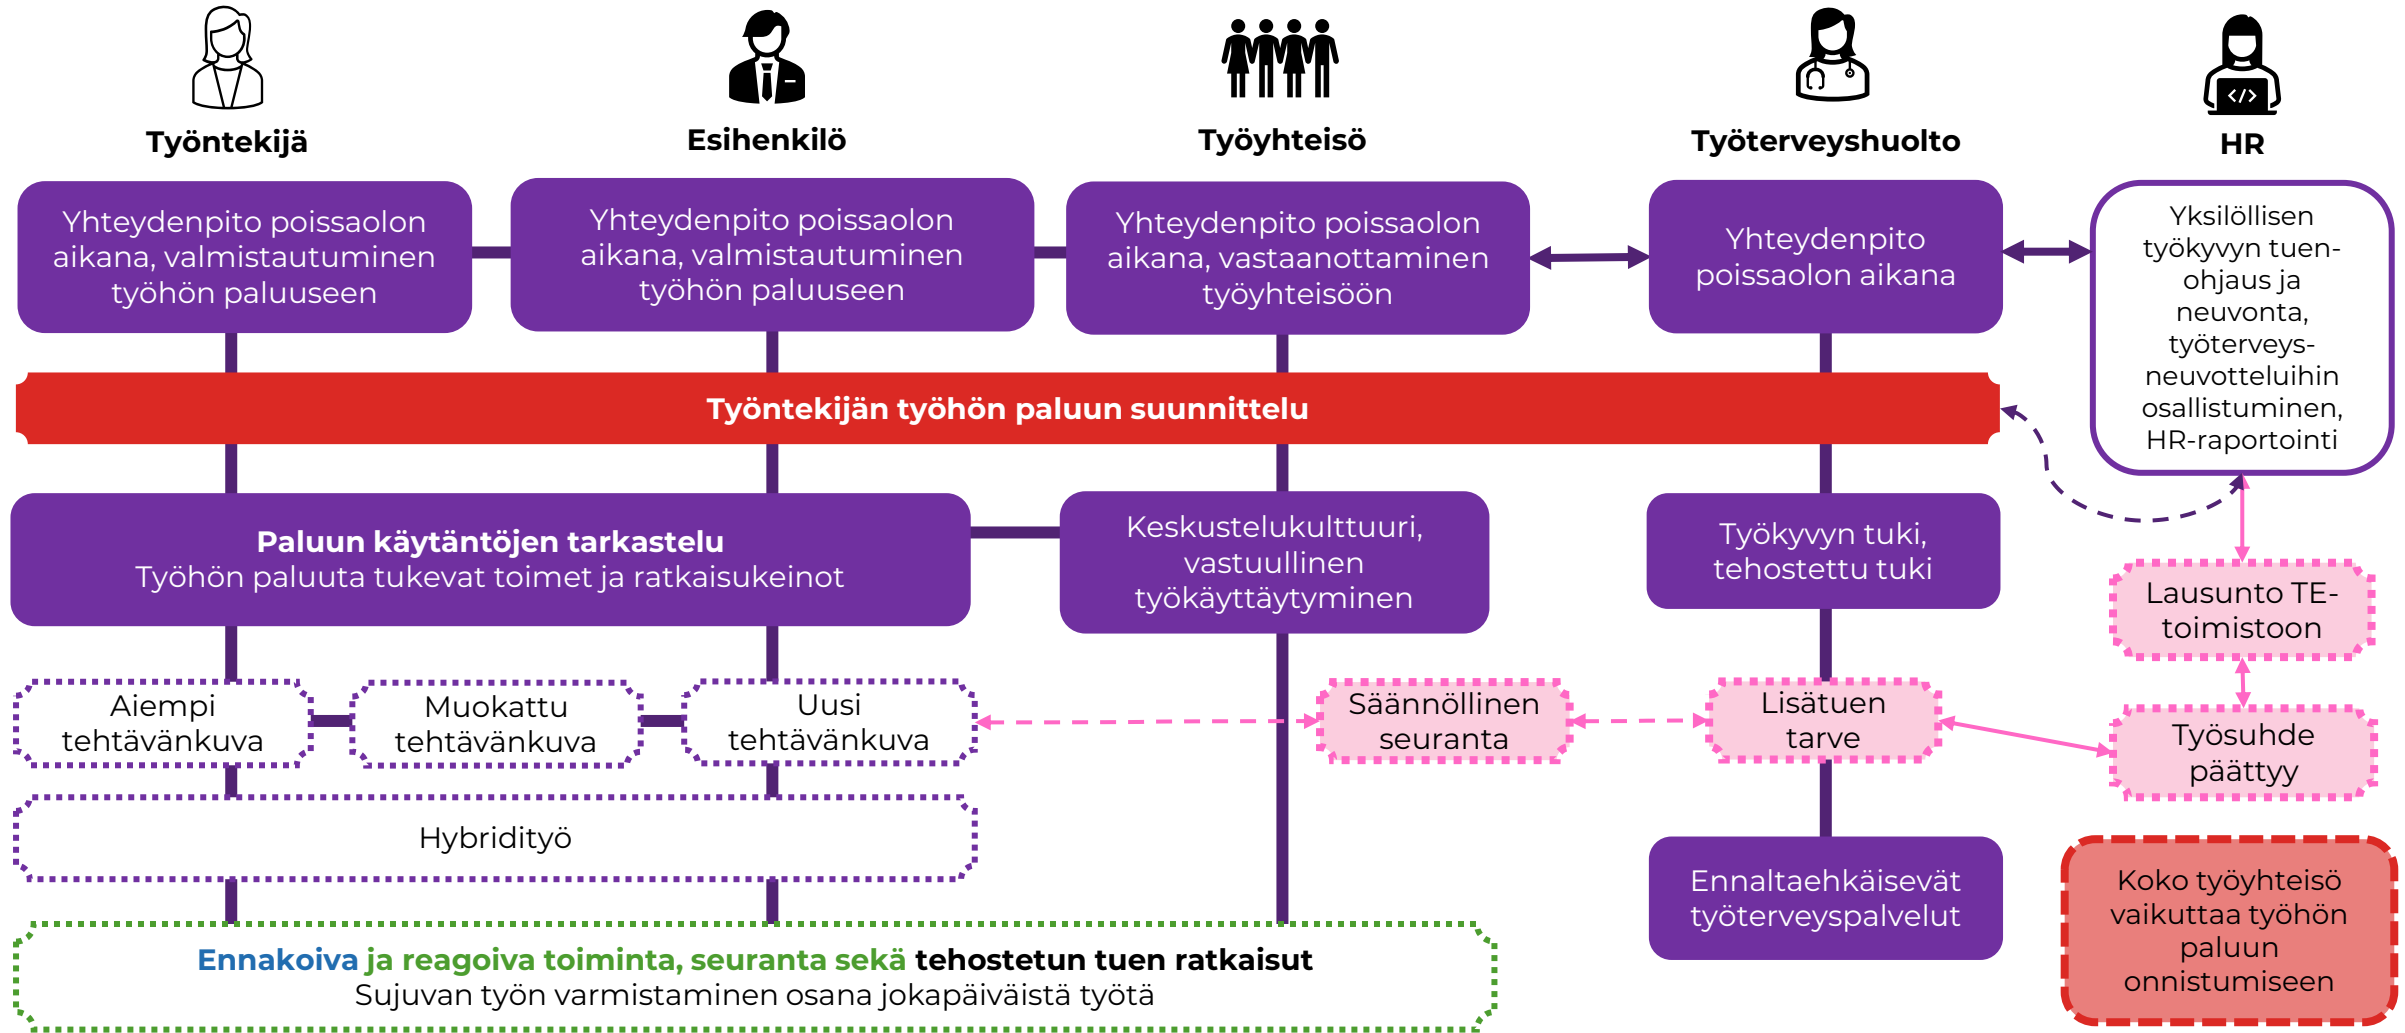 Työntekijä
Esihenkilö
Työyhteisö
Työterveyshuolto
HR
Yhteydenpito poissaolon
aikana, valmistautuminen
työhön paluuseen
Yhteydenpito poissaolon
aikana, valmistautuminen
työhön paluuseen
Yhteydenpito poissaolon
aikana, vastaanottaminen
työyhteisöön
Yhteydenpito
poissaolon aikana
Yksilöllisen
työkyvyn tuen-
ohjaus ja
neuvonta,
työterveys-
neuvotteluihin
osallistuminen,
HR-raportointi
Työntekijän työhön paluun suunnittelu
Paluun käytäntöjen tarkastelu
Työhön paluuta tukevat toimet ja ratkaisukeinot
Keskustelukulttuuri,
vastuullinen
työkäyttäytyminen
Työkyvyn tuki,
tehostettu tuki
Lausunto TE-
toimistoon
Aiempi
tehtävänkuva
Muokattu
tehtävänkuva
Uusi
tehtävänkuva
Säännöllinen
seuranta
Lisätuen
tarve
Työsuhde
päättyy
Hybridityö
Ennaltaehkäisevät
työterveyspalvelut
Koko työyhteisö
vaikuttaa työhön
paluun
onnistumiseen
Ennakoiva ja reagoiva toiminta, seuranta sekä tehostetun tuen ratkaisut
Sujuvan työn varmistaminen osana jokapäiväistä työtä